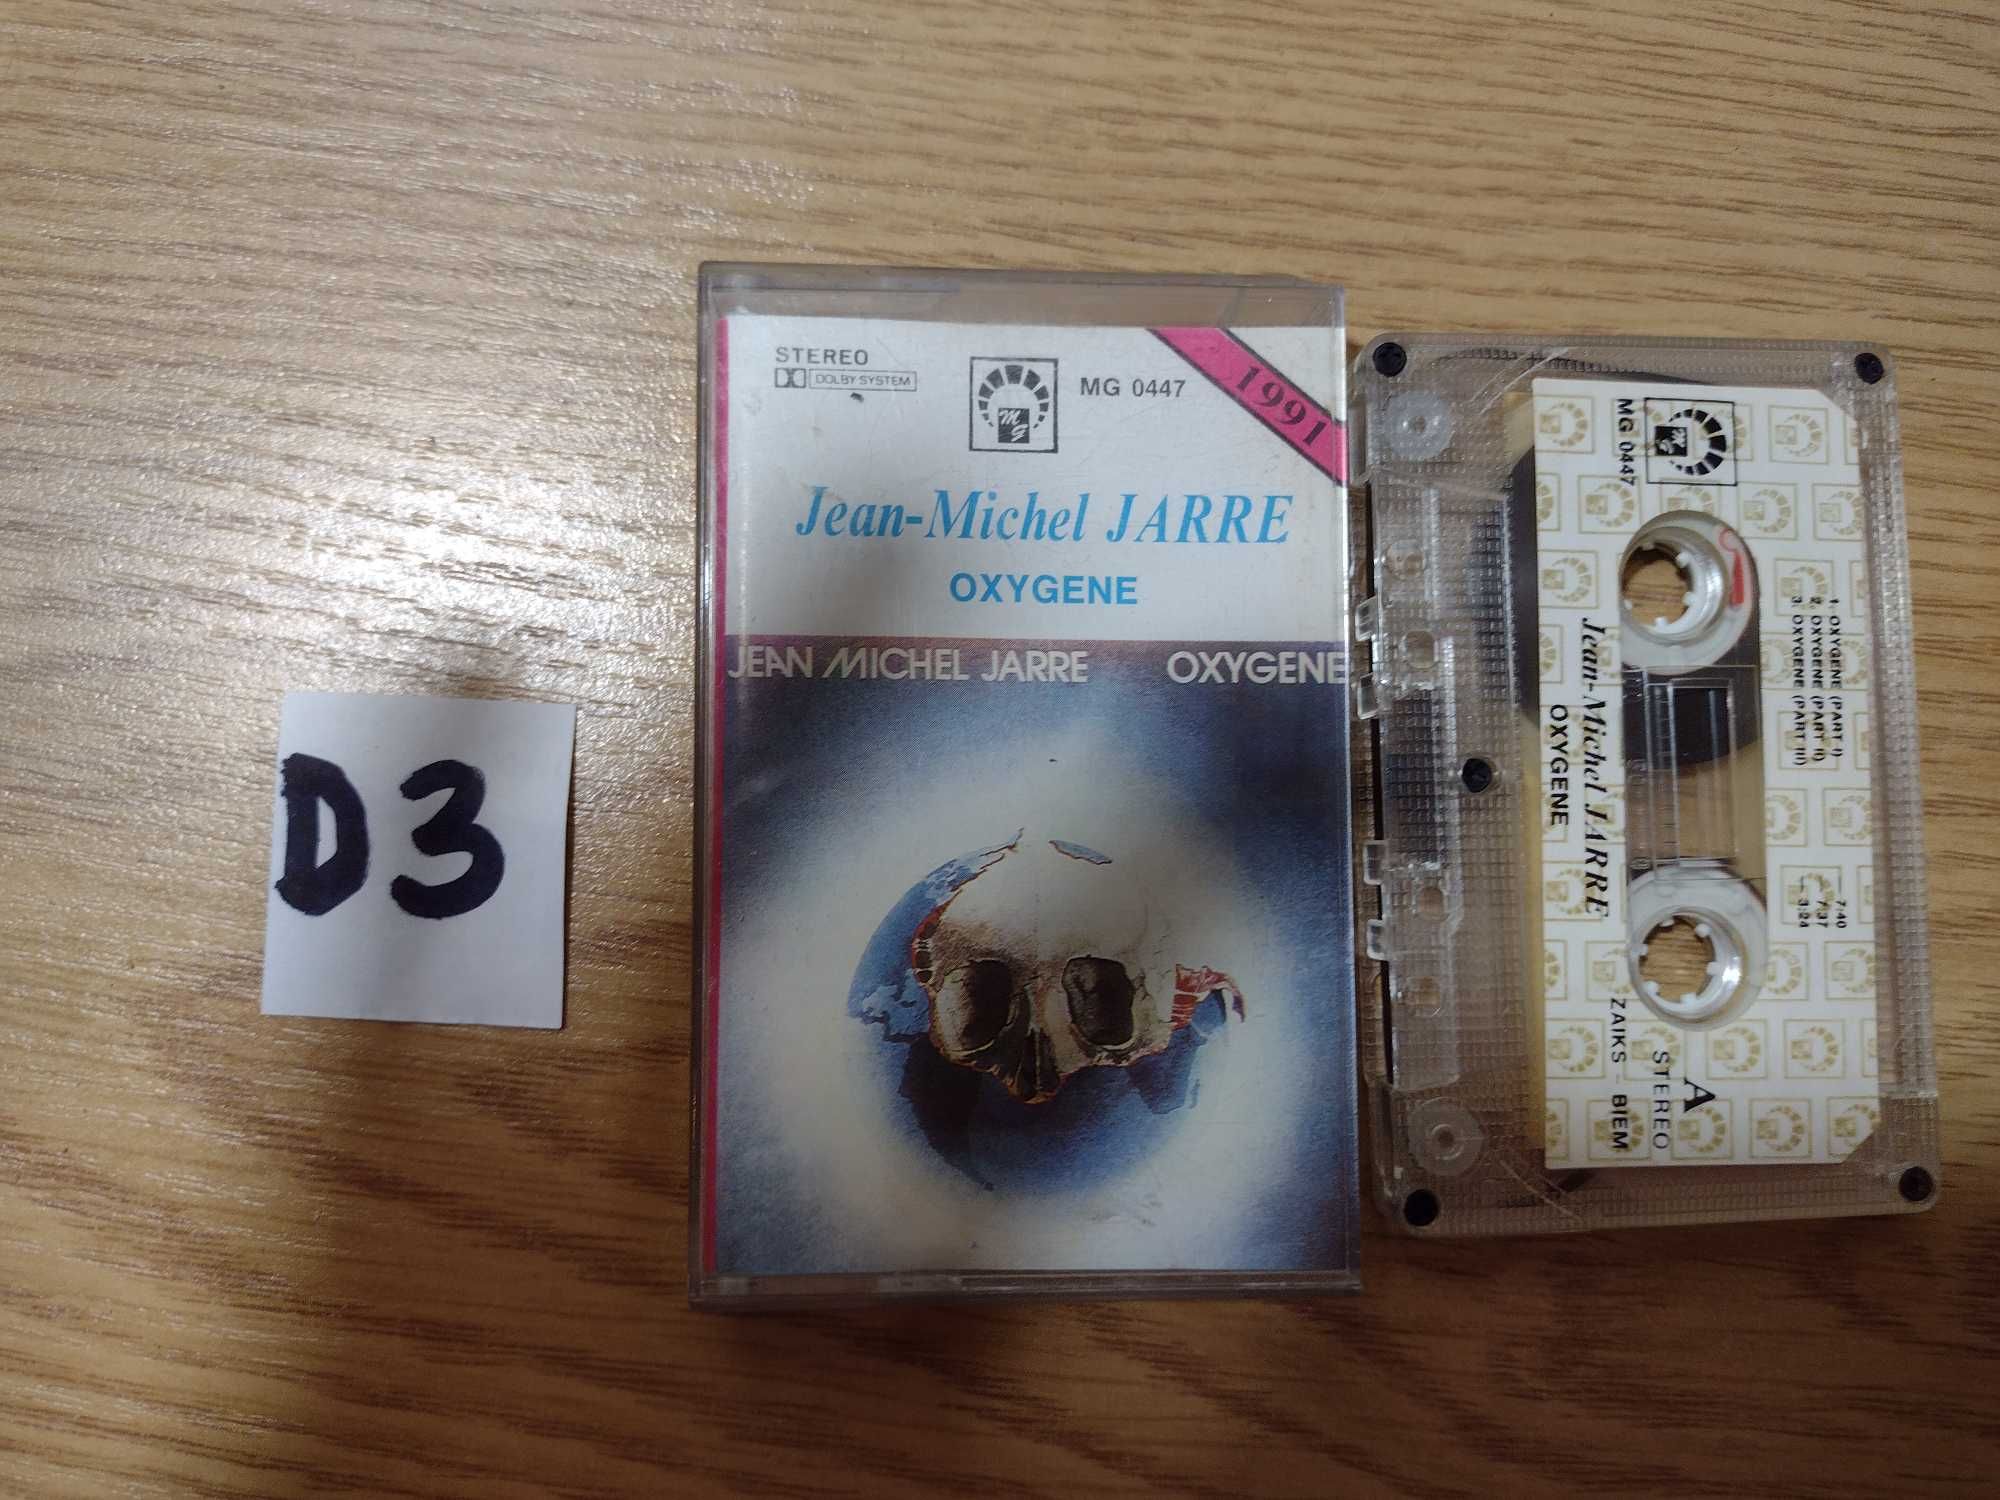 D3
STEREO
DOLBY SYSTEM
MG
MG 0447
1991
Jean-Michel JARRE
OXYGENE
JEAN MICHEL JARRE OXYGENE
MG
MG 0447
1. OXYGENE (PART I) — 7:40
2. OXYGENE (PART II) — 7:37
3. OXYGENE (PART III) — 3:24
Jean-Michel JARRE
OXYGENE
A
STEREO
ZAIKS – BIEM